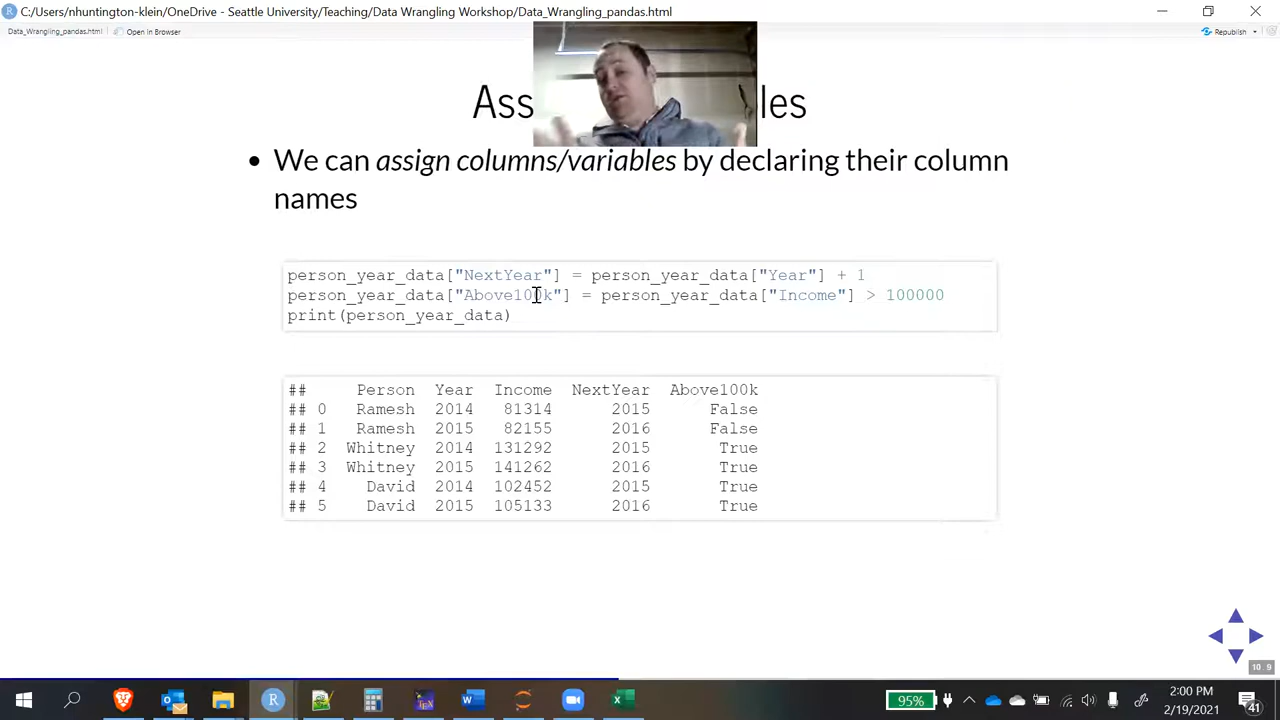 C:/Users/nhuntington-klein/OneDrive - Seattle University/Teaching/Data Wrangling Workshop/Data_Wrangling_pandas.html
Data_Wrangling_pandas.html Open in Browser Republish
• We can assign columns/variables by declaring their column
names
person_year_data["NextYear"] = person_year_data["Year"] + 1
person_year_data["Above100k"] = person_year_data["Income"] > 100000
print(person_year_data)
## Person Year Income NextYear Above100k
## 0 Ramesh 2014 81314 2015 False
## 1 Ramesh 2015 82155 2016 False
## 2 Whitney 2014 131292 2015 True
## 3 Whitney 2015 141262 2016 True
## 4 David 2014 102452 2015 True
## 5 David 2015 105133 2016 True
10 9
95% 2:00 PM
2/19/2021 41